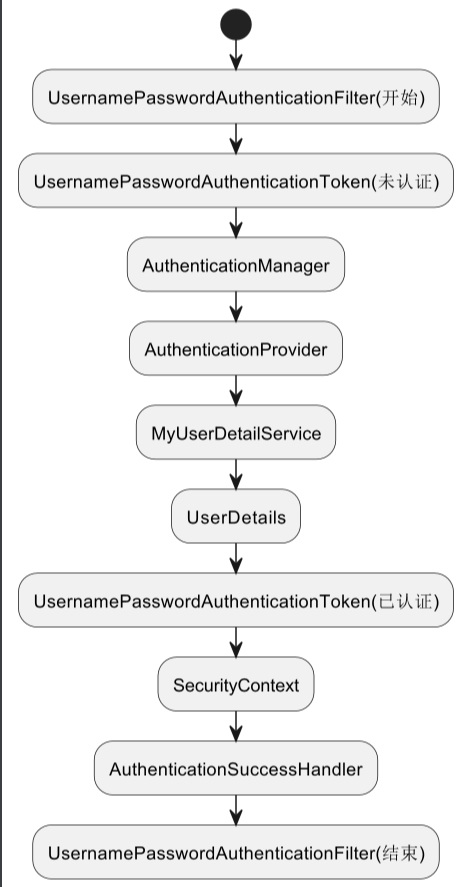 UsernamePasswordAuthenticationFilter(开始)
UsernamePasswordAuthenticationToken(未认证)
AuthenticationManager
AuthenticationProvider
MyUserDetailService
UserDetails
UsernamePasswordAuthenticationToken(已认证)
SecurityContext
AuthenticationSuccessHandler
UsernamePasswordAuthenticationFilter(结束)